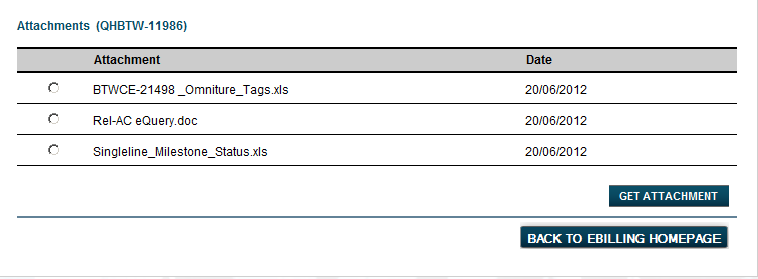 Attachments (QHBTW-11986)
Attachment Date
BTWCE-21498 _Omniture_Tags.xls 20/06/2012
Rel-AC eQuery.doc 20/06/2012
Singleline_Milestone_Status.xls 20/06/2012
GET ATTACHMENT
BACK TO EBILLING HOMEPAGE